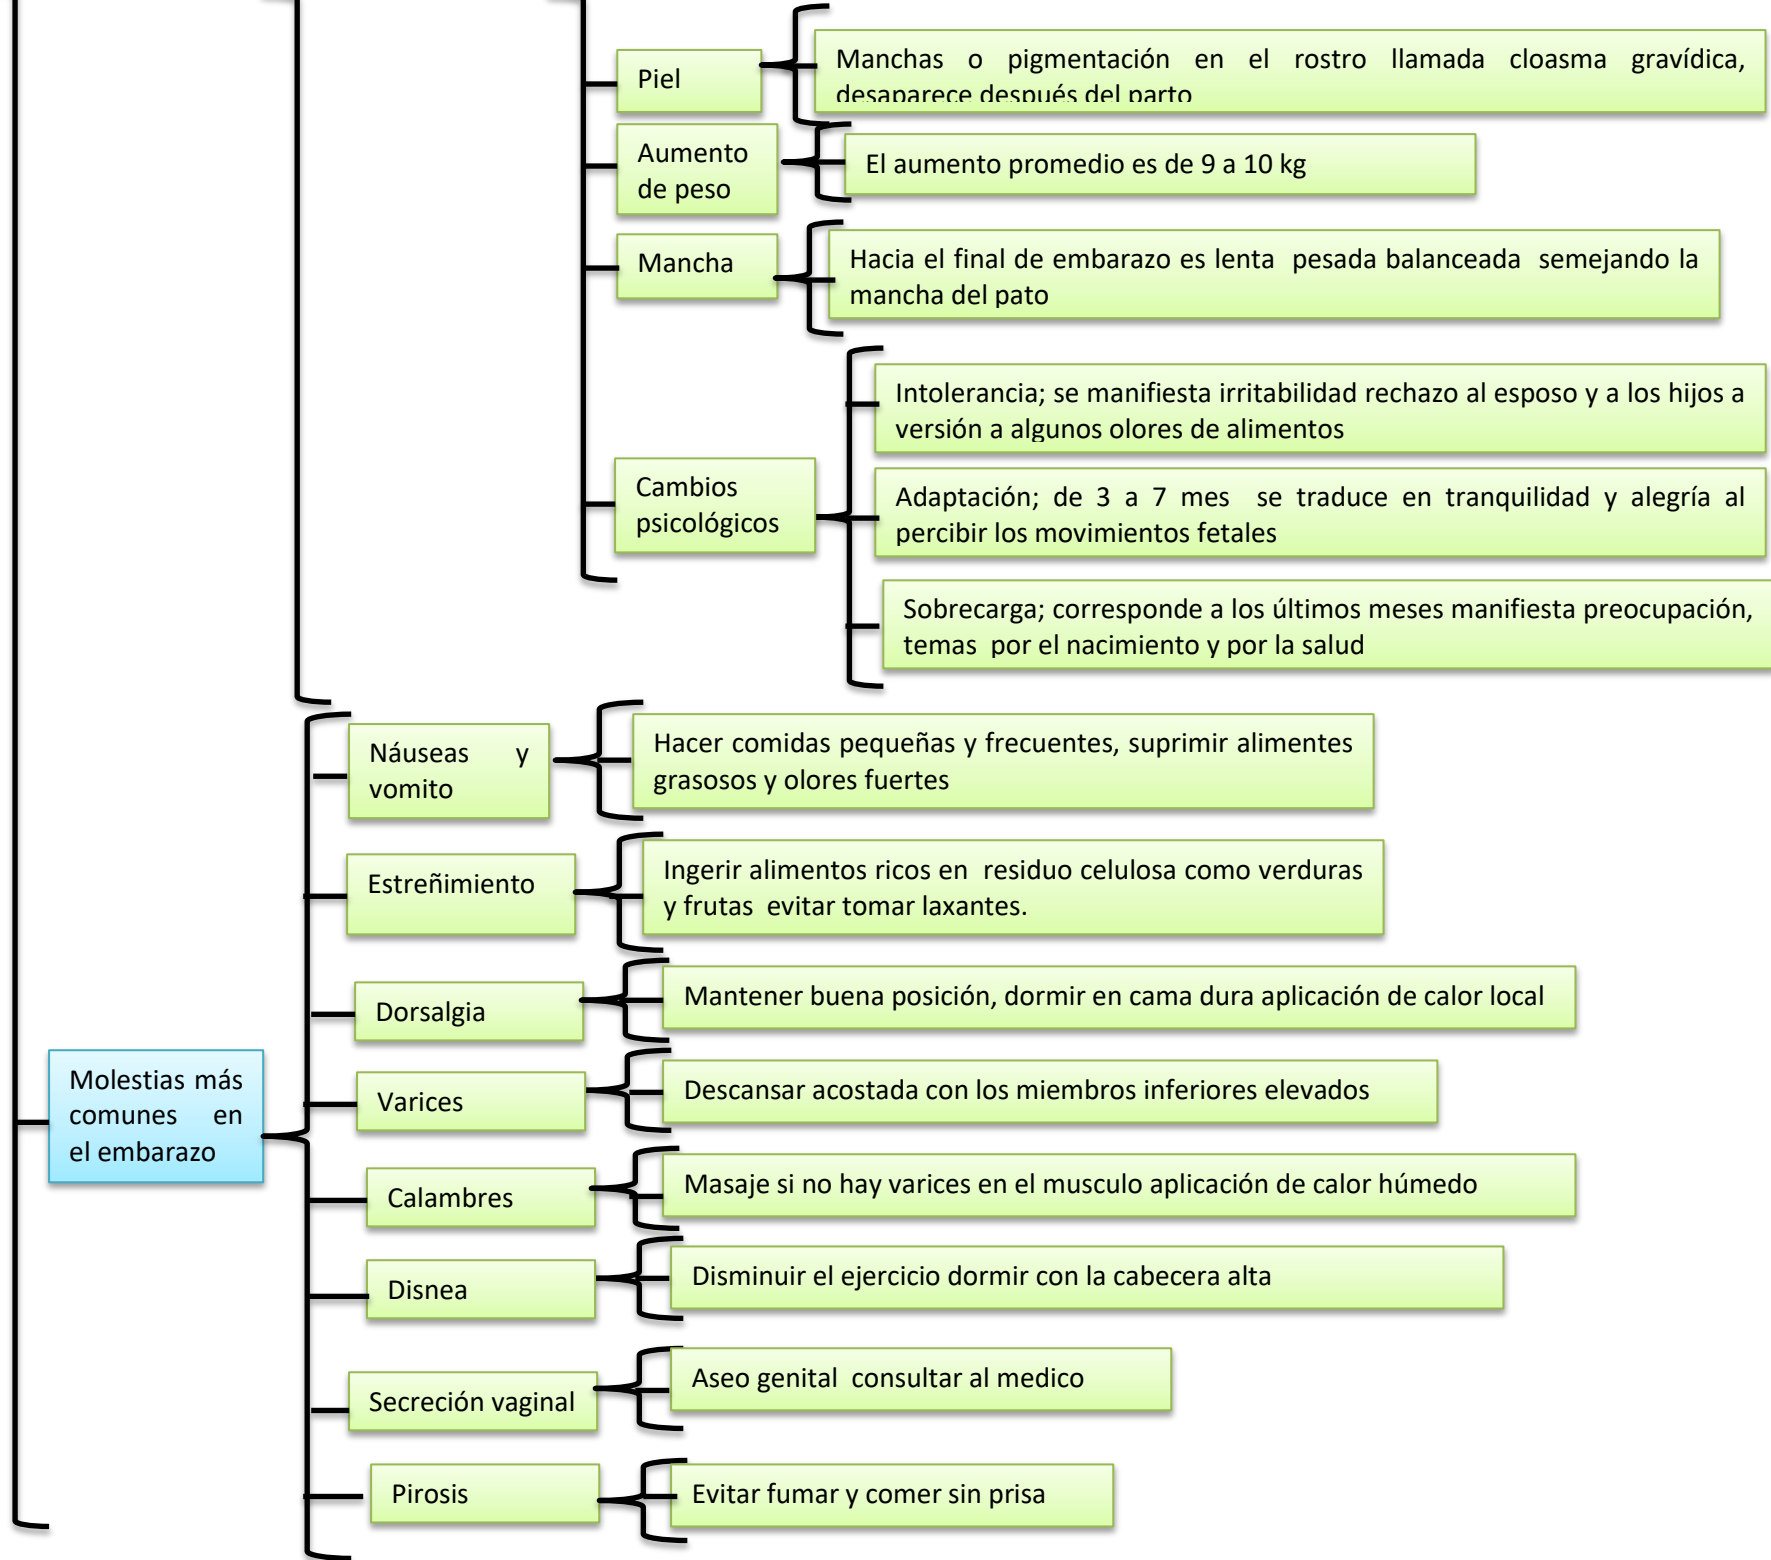 Piel
Manchas o pigmentación en el rostro llamada cloasma gravídica,
desaparece después del parto
Aumento
de peso
El aumento promedio es de 9 a 10 kg
Mancha
Hacia el final de embarazo es lenta pesada balanceada semejando la
mancha del pato
Cambios
psicológicos
Intolerancia; se manifiesta irritabilidad rechazo al esposo y a los hijos a
versión a algunos olores de alimentos
Adaptación; de 3 a 7 mes se traduce en tranquilidad y alegría al
percibir los movimientos fetales
Sobrecarga; corresponde a los últimos meses manifiesta preocupación,
temas por el nacimiento y por la salud
Molestias más
comunes en
el embarazo
Náuseas y
vomito
Hacer comidas pequeñas y frecuentes, suprimir alimentes
grasosos y olores fuertes
Estreñimiento
Ingerir alimentos ricos en residuo celulosa como verduras
y frutas evitar tomar laxantes.
Dorsalgia
Mantener buena posición, dormir en cama dura aplicación de calor local
Varices
Descansar acostada con los miembros inferiores elevados
Calambres
Masaje si no hay varices en el musculo aplicación de calor húmedo
Disnea
Disminuir el ejercicio dormir con la cabecera alta
Secreción vaginal
Aseo genital consultar al medico
Pirosis
Evitar fumar y comer sin prisa